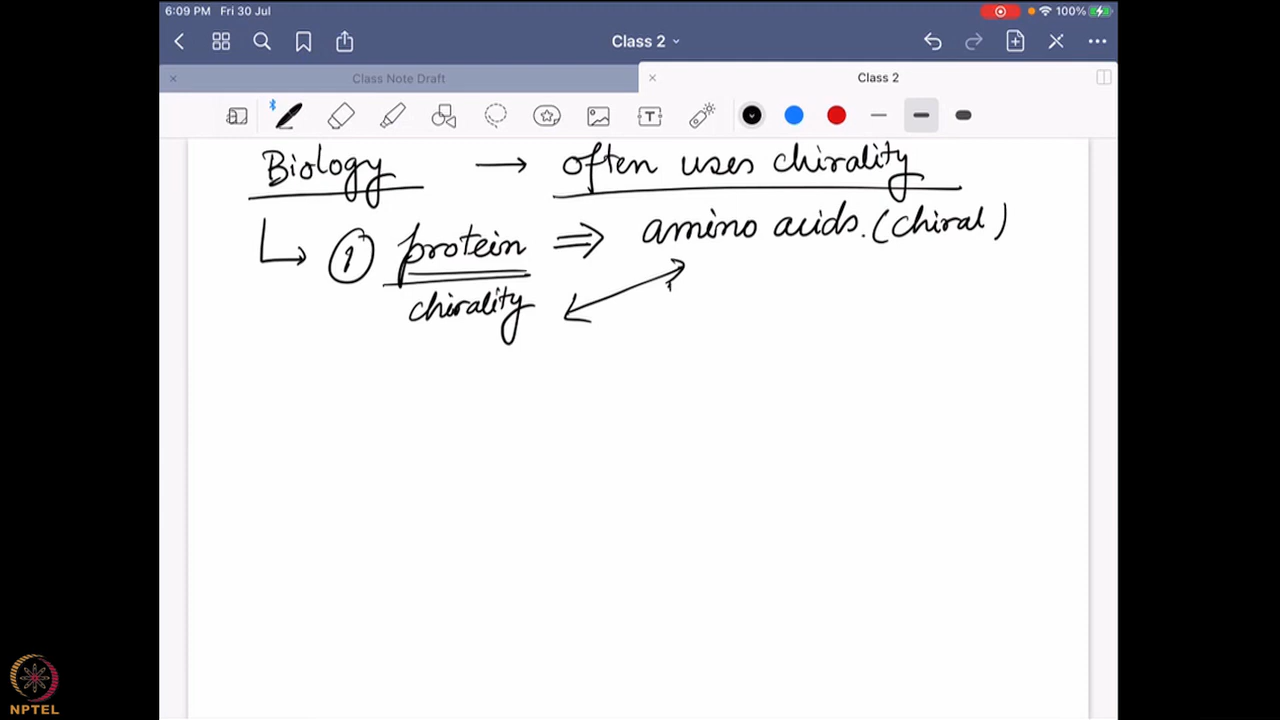 6:09 PM Fri 30 Jul 100%
Class 2
Class Note Draft Class 2
T
Biology → often uses chirality
① protein ⇒ amino acids. (chiral)
chirality
NPTEL